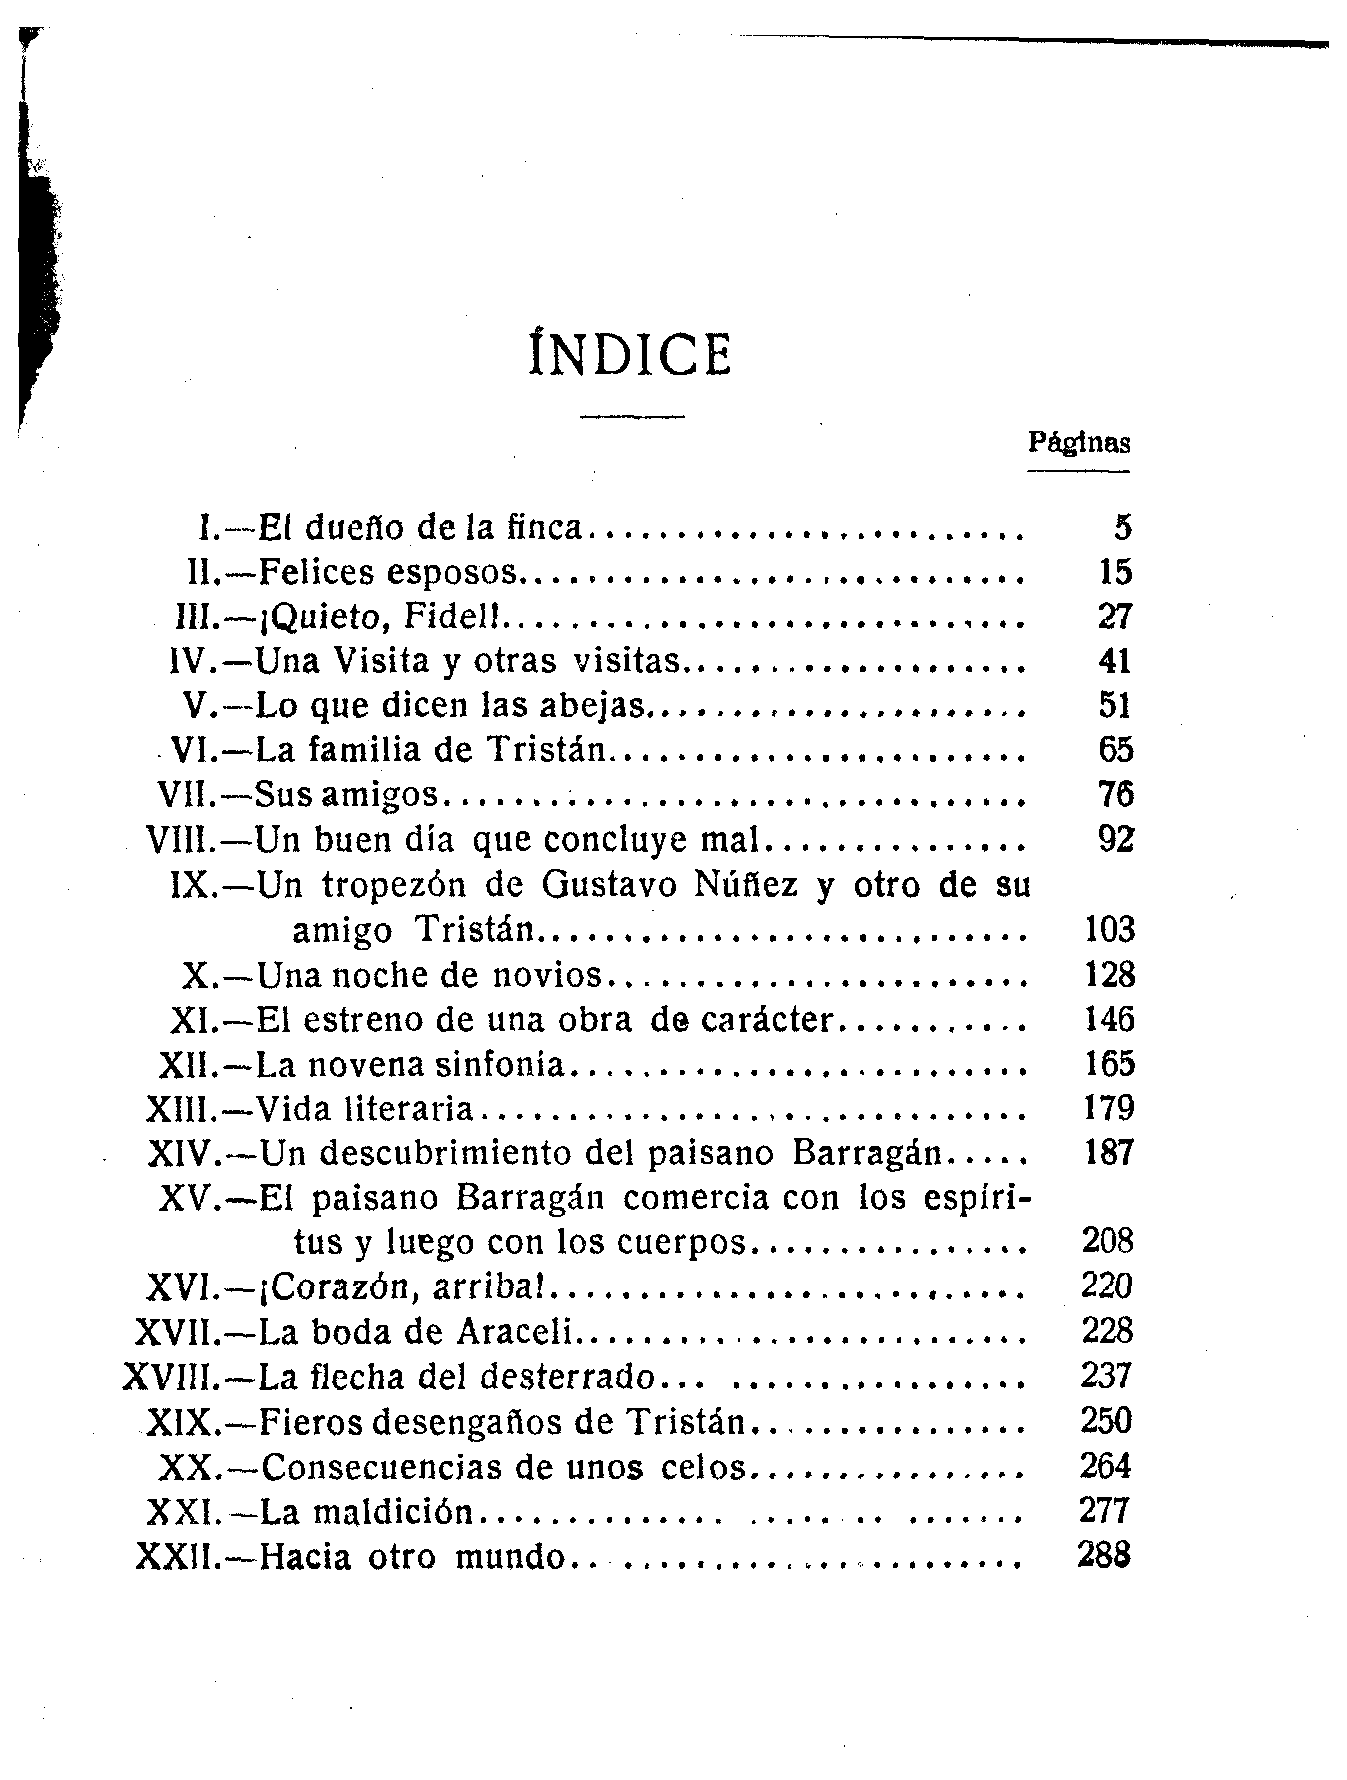 ÍNDICE
Páginas
I.—El dueño de la finca......................... 5
II.—Felices esposos............................. 15
III.—¡Quieto, Fidel!.............................. 27
IV.—Una Visita y otras visitas.................... 41
V.—Lo que dicen las abejas...................... 51
VI.—La familia de Tristán........................ 65
VII.—Sus amigos................................. 76
VIII.—Un buen día que concluye mal............... 92
IX.—Un tropezón de Gustavo Núñez y otro de su
amigo Tristán............................ 103
X.—Una noche de novios........................ 128
XI.—El estreno de una obra de carácter........... 146
XII.—La novena sinfonía.......................... 165
XIII.—Vida literaria............................... 179
XIV.—Un descubrimiento del paisano Barragán..... 187
XV.—El paisano Barragán comercia con los espíri-
tus y luego con los cuerpos................ 208
XVI.—¡Corazón, arriba!........................... 220
XVII.—La boda de Araceli.......................... 228
XVIII.—La flecha del desterrado... ................. 237
XIX.—Fieros desengaños de Tristán................ 250
XX.—Consecuencias de unos celos................ 264
XXI.—La maldición.............. ...... .. ....... 277
XXII.—Hacia otro mundo.. ....................... 288